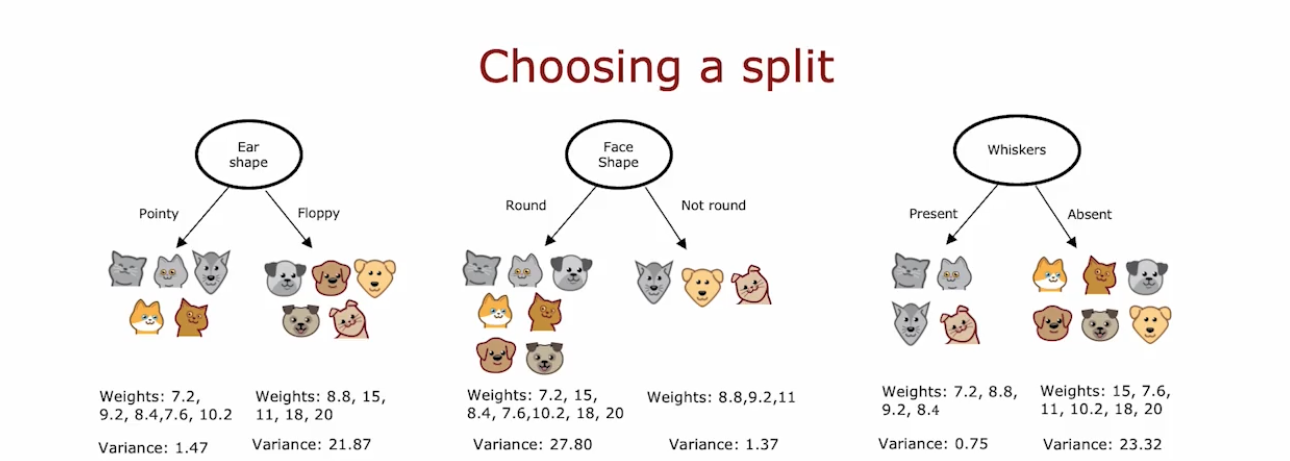 Choosing a split
Ear
shape
Pointy
Floppy
Weights: 7.2,
9.2, 8.4,7.6, 10.2
Variance: 1.47
Weights: 8.8, 15,
11, 18, 20
Variance: 21.87
Face
Shape
Round
Not round
Weights: 7.2, 15,
8.4, 7.6,10.2, 18, 20
Variance: 27.80
Weights: 8.8,9.2,11
Variance: 1.37
Whiskers
Present
Absent
Weights: 7.2, 8.8,
9.2, 8.4
Variance: 0.75
Weights: 15, 7.6,
11, 10.2, 18, 20
Variance: 23.32